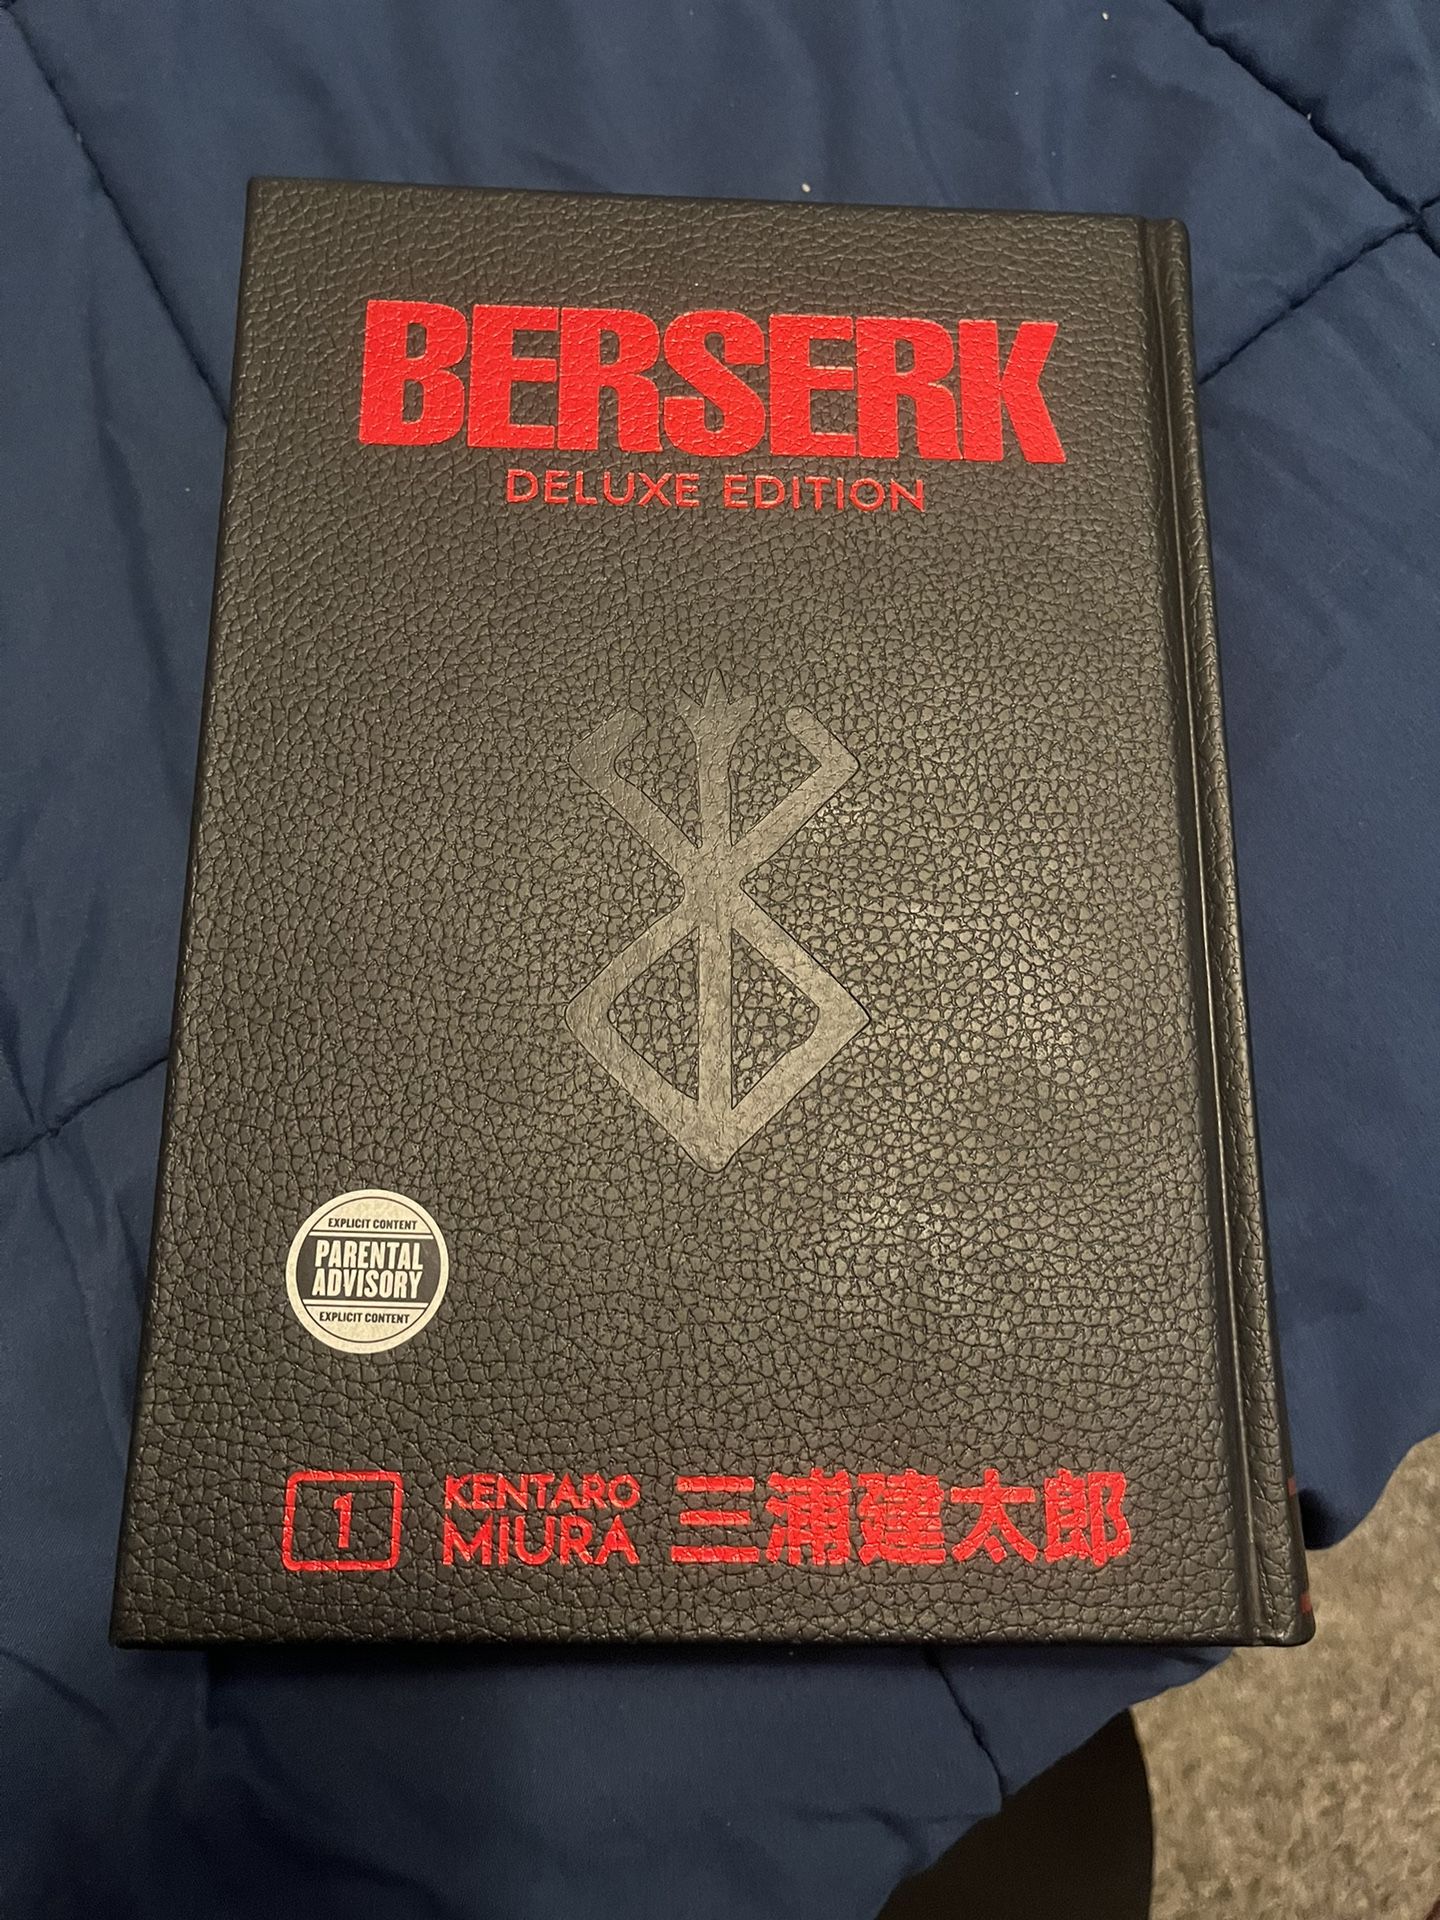 BERSERK
DELUXE EDITION
EXPLICIT CONTENT
PARENTAL
ADVISORY
EXPLICIT CONTENT
1
KENTARO
MIURA
三浦建太郎